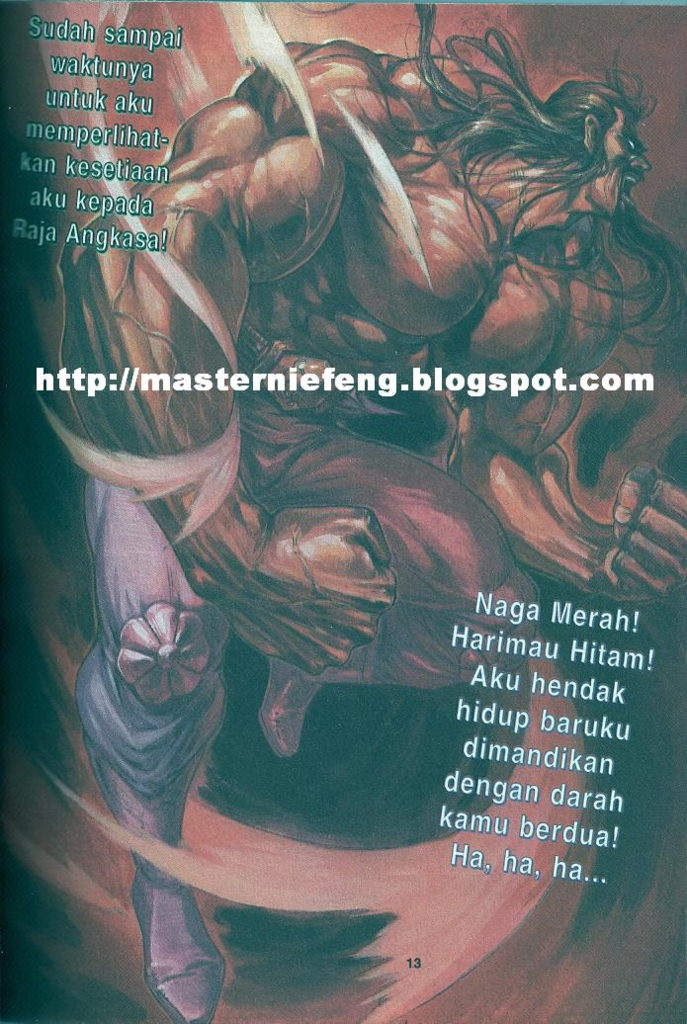 Sudah sampai
waktunya
untuk aku
memperlihat-
kan kesetiaan
aku kepada
Raja Angkasa!
http://masterniefeng.blogspot.com
Naga Merah!
Harimau Hitam!
Aku hendak
hidup baruku
dimandikan
dengan darah
kamu berdua!
Ha, ha, ha...
13